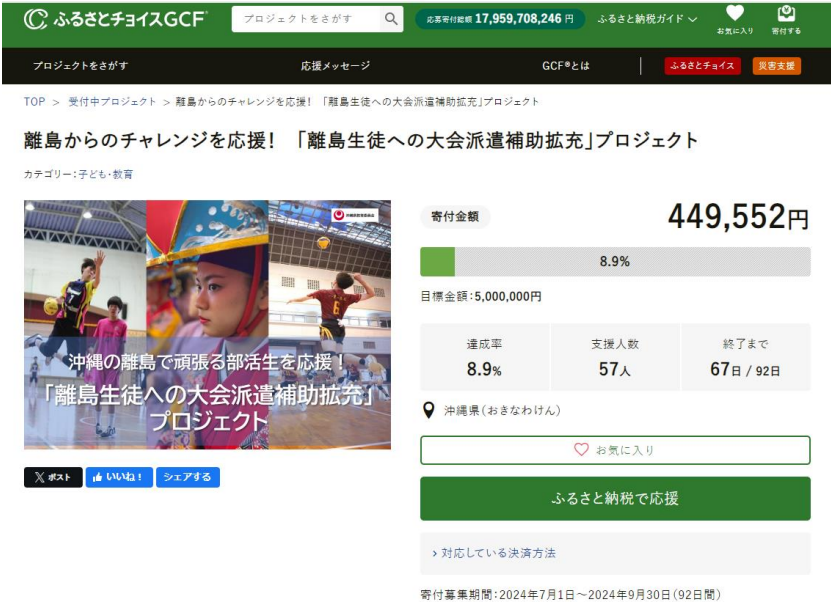 ふるさとチョイスGCF®
プロジェクトをさがす
応募寄付総額 17,959,708,246 円
ふるさと納税ガイド
お気に入り
寄付する
プロジェクトをさがす
応援メッセージ
GCF®とは
ふるさとチョイス
災害支援
TOP > 受付中プロジェクト > 離島からのチャレンジを応援！「離島生徒への大会派遣補助拡充」プロジェクト
離島からのチャレンジを応援！「離島生徒への大会派遣補助拡充」プロジェクト
カテゴリー：子ども・教育
沖縄の離島で頑張る部活生を応援！
「離島生徒への大会派遣補助拡充」
プロジェクト
X ポスト
いいね！
シェアする
寄付金額
449,552円
8.9%
目標金額：5,000,000円
達成率
8.9%
支援人数
57人
終了まで
67日 / 92日
沖縄県（おきなわけん）
お気に入り
ふるさと納税で応援
› 対応している決済方法
寄付募集期間：2024年7月1日～2024年9月30日（92日間）